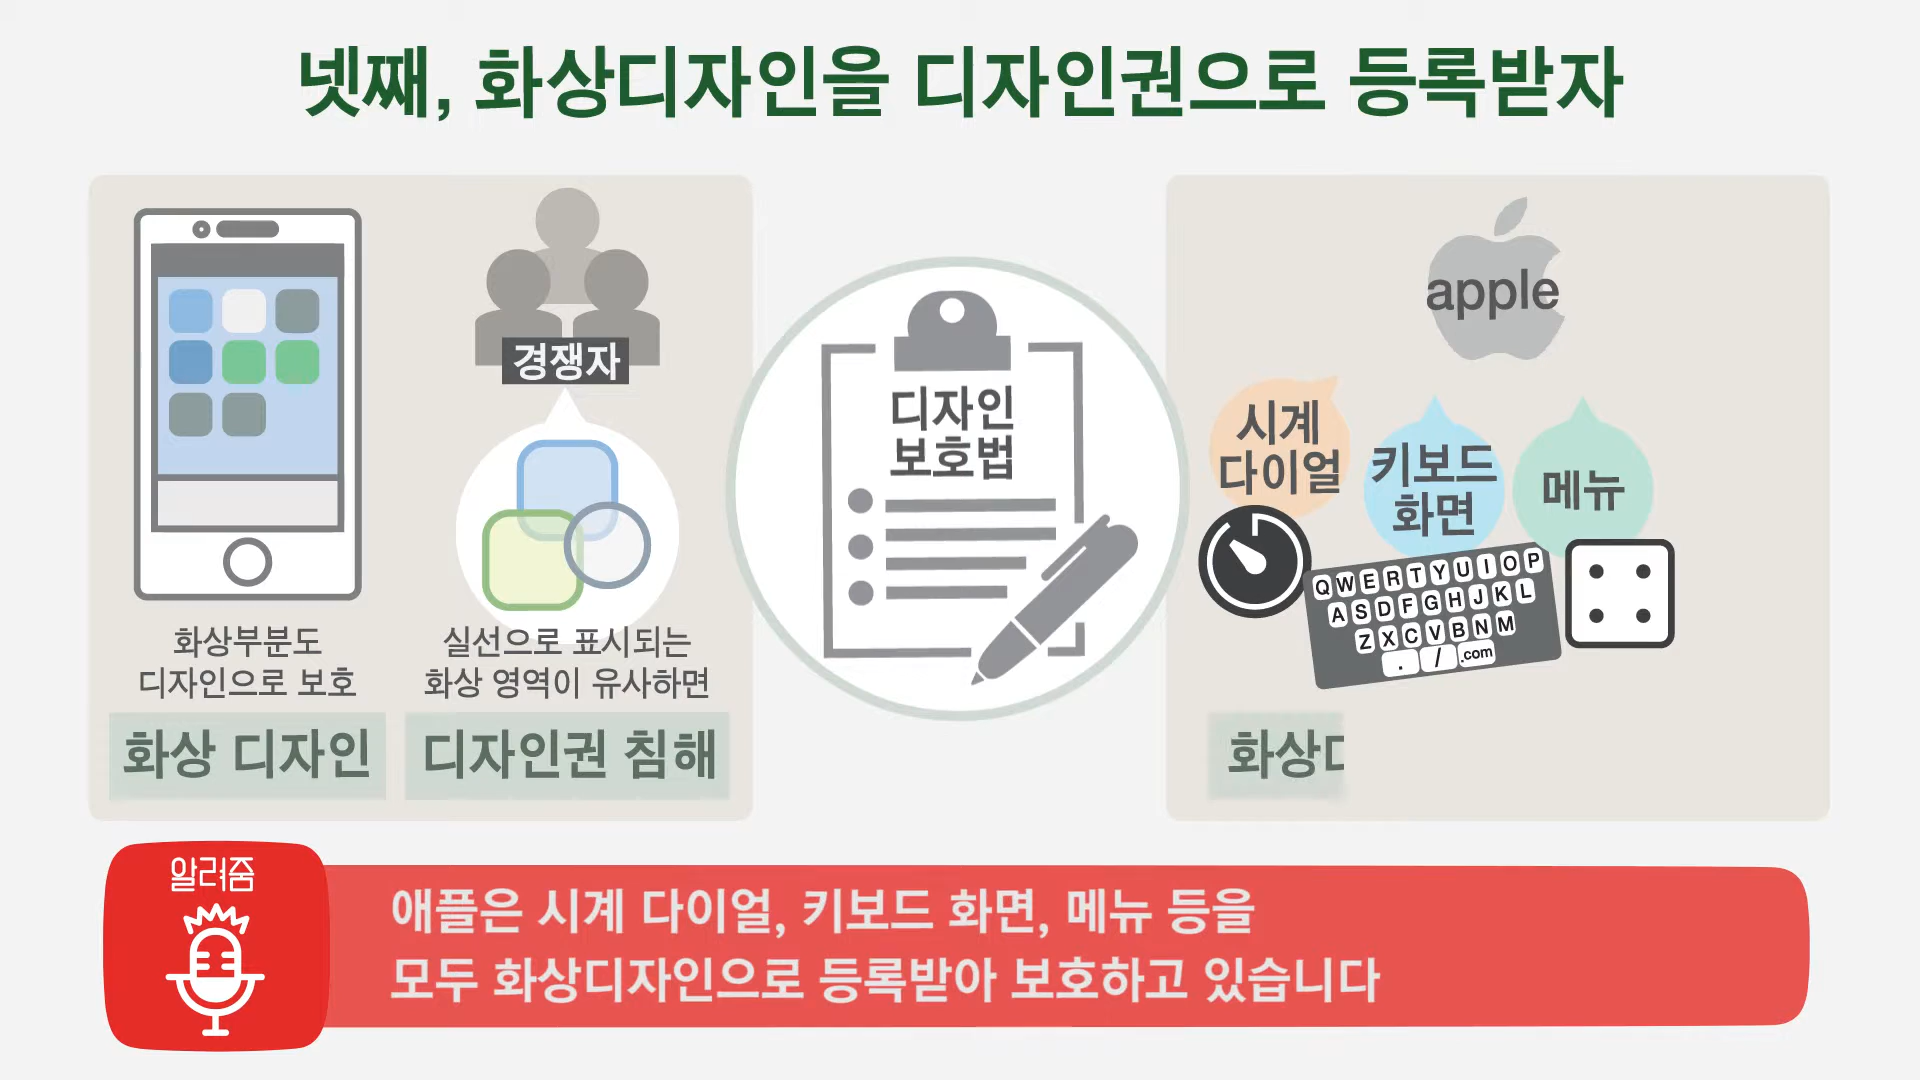 넷째, 화상디자인을 디자인권으로 등록받자
경쟁자
화상부분도
디자인으로 보호
화상 디자인
실선으로 표시되는
화상 영역이 유사하면
디자인권 침해
디자인
보호법
apple
시계
다이얼
키보드
화면
메뉴
Q W E R T Y U I O P
A S D F G H J K L
Z X C V B N M
. / .com
화상
알려줌
애플은 시계 다이얼, 키보드 화면, 메뉴 등을
모두 화상디자인으로 등록받아 보호하고 있습니다